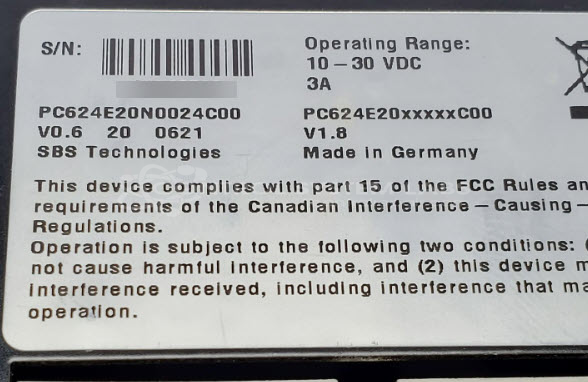 S/N:
Operating Range:
10 – 30 VDC
3A
PC624E20N0024C00
V0.6 20 0621
SBS Technologies
PC624E20xxxxxC00
V1.8
Made in Germany
This device complies with part 15 of the FCC Rules an
requirements of the Canadian Interference – Causing –
Regulations.
Operation is subject to the following two conditions: (
not cause harmful interference, and (2) this device m
interference received, including interference that ma
operation.